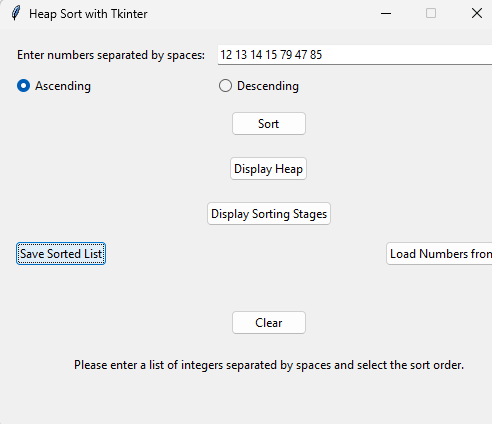 Heap Sort with Tkinter
Enter numbers separated by spaces: 12 13 14 15 79 47 85
Ascending Descending
Sort
Display Heap
Display Sorting Stages
Save Sorted List Load Numbers from
Clear
Please enter a list of integers separated by spaces and select the sort order.